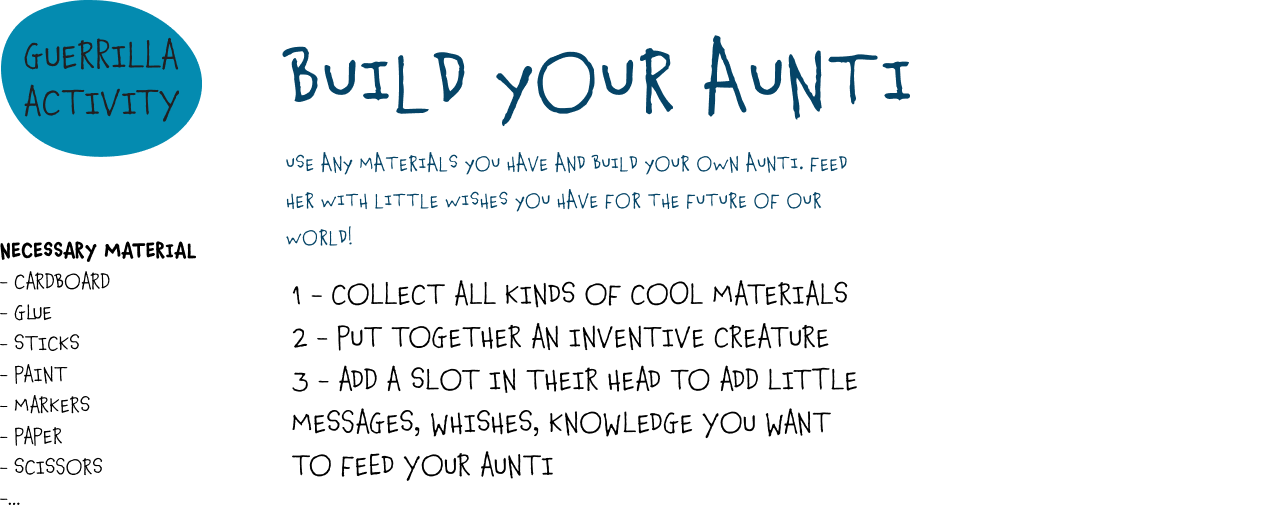 GUERRILLA
ACTIVITY
BUILD YOUR AUNTI
USE ANY MATERIALS YOU HAVE AND BUILD YOUR OWN AUNTI. FEED
HER WITH LITTLE WISHES YOU HAVE FOR THE FUTURE OF OUR
WORLD!
NECESSARY MATERIAL
- CARDBOARD
- GLUE
- STICKS
- PAINT
- MARKERS
- PAPER
- SCISSORS
-...
1 - COLLECT ALL KINDS OF COOL MATERIALS
2 - PUT TOGETHER AN INVENTIVE CREATURE
3 - ADD A SLOT IN THEIR HEAD TO ADD LITTLE
MESSAGES, WHISHES, KNOWLEDGE YOU WANT
TO FEED YOUR AUNTI